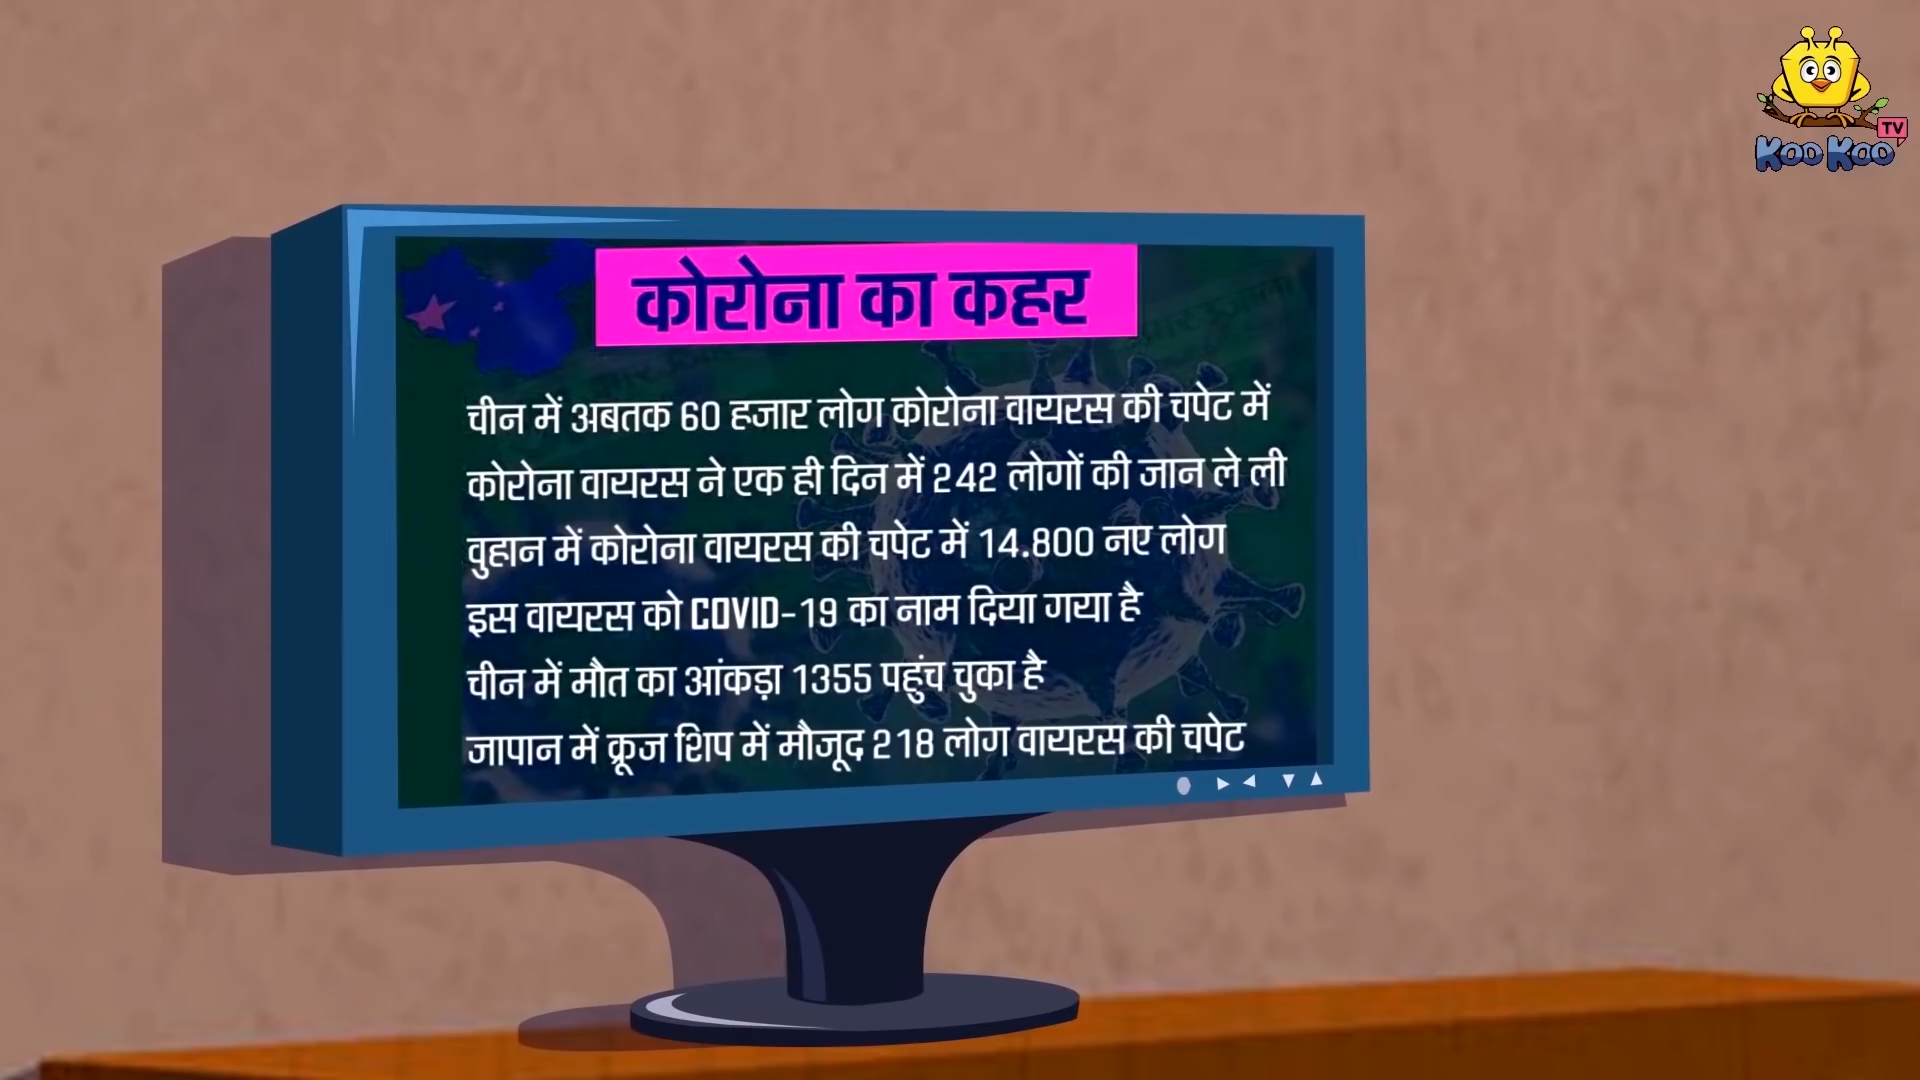 TV
Koo Koo
कोरोना का कहर
चीन में अबतक 60 हजार लोग कोरोना वायरस की चपेट में
कोरोना वायरस ने एक ही दिन में 242 लोगों की जान ले ली
वुहान में कोरोना वायरस की चपेट में 14.800 नए लोग
इस वायरस को COVID-19 का नाम दिया गया है
चीन में मौत का आंकड़ा 1355 पहुंच चुका है
जापान में क्रूज शिप में मौजूद 218 लोग वायरस की चपेट